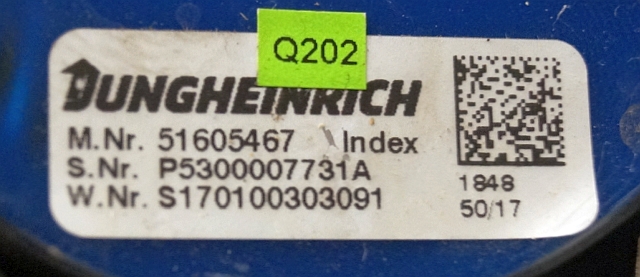 Q202
JUNGHEINRICH
M.Nr. 51605467 Index
S.Nr. P5300007731A
W.Nr. S170100303091
1848
50/17